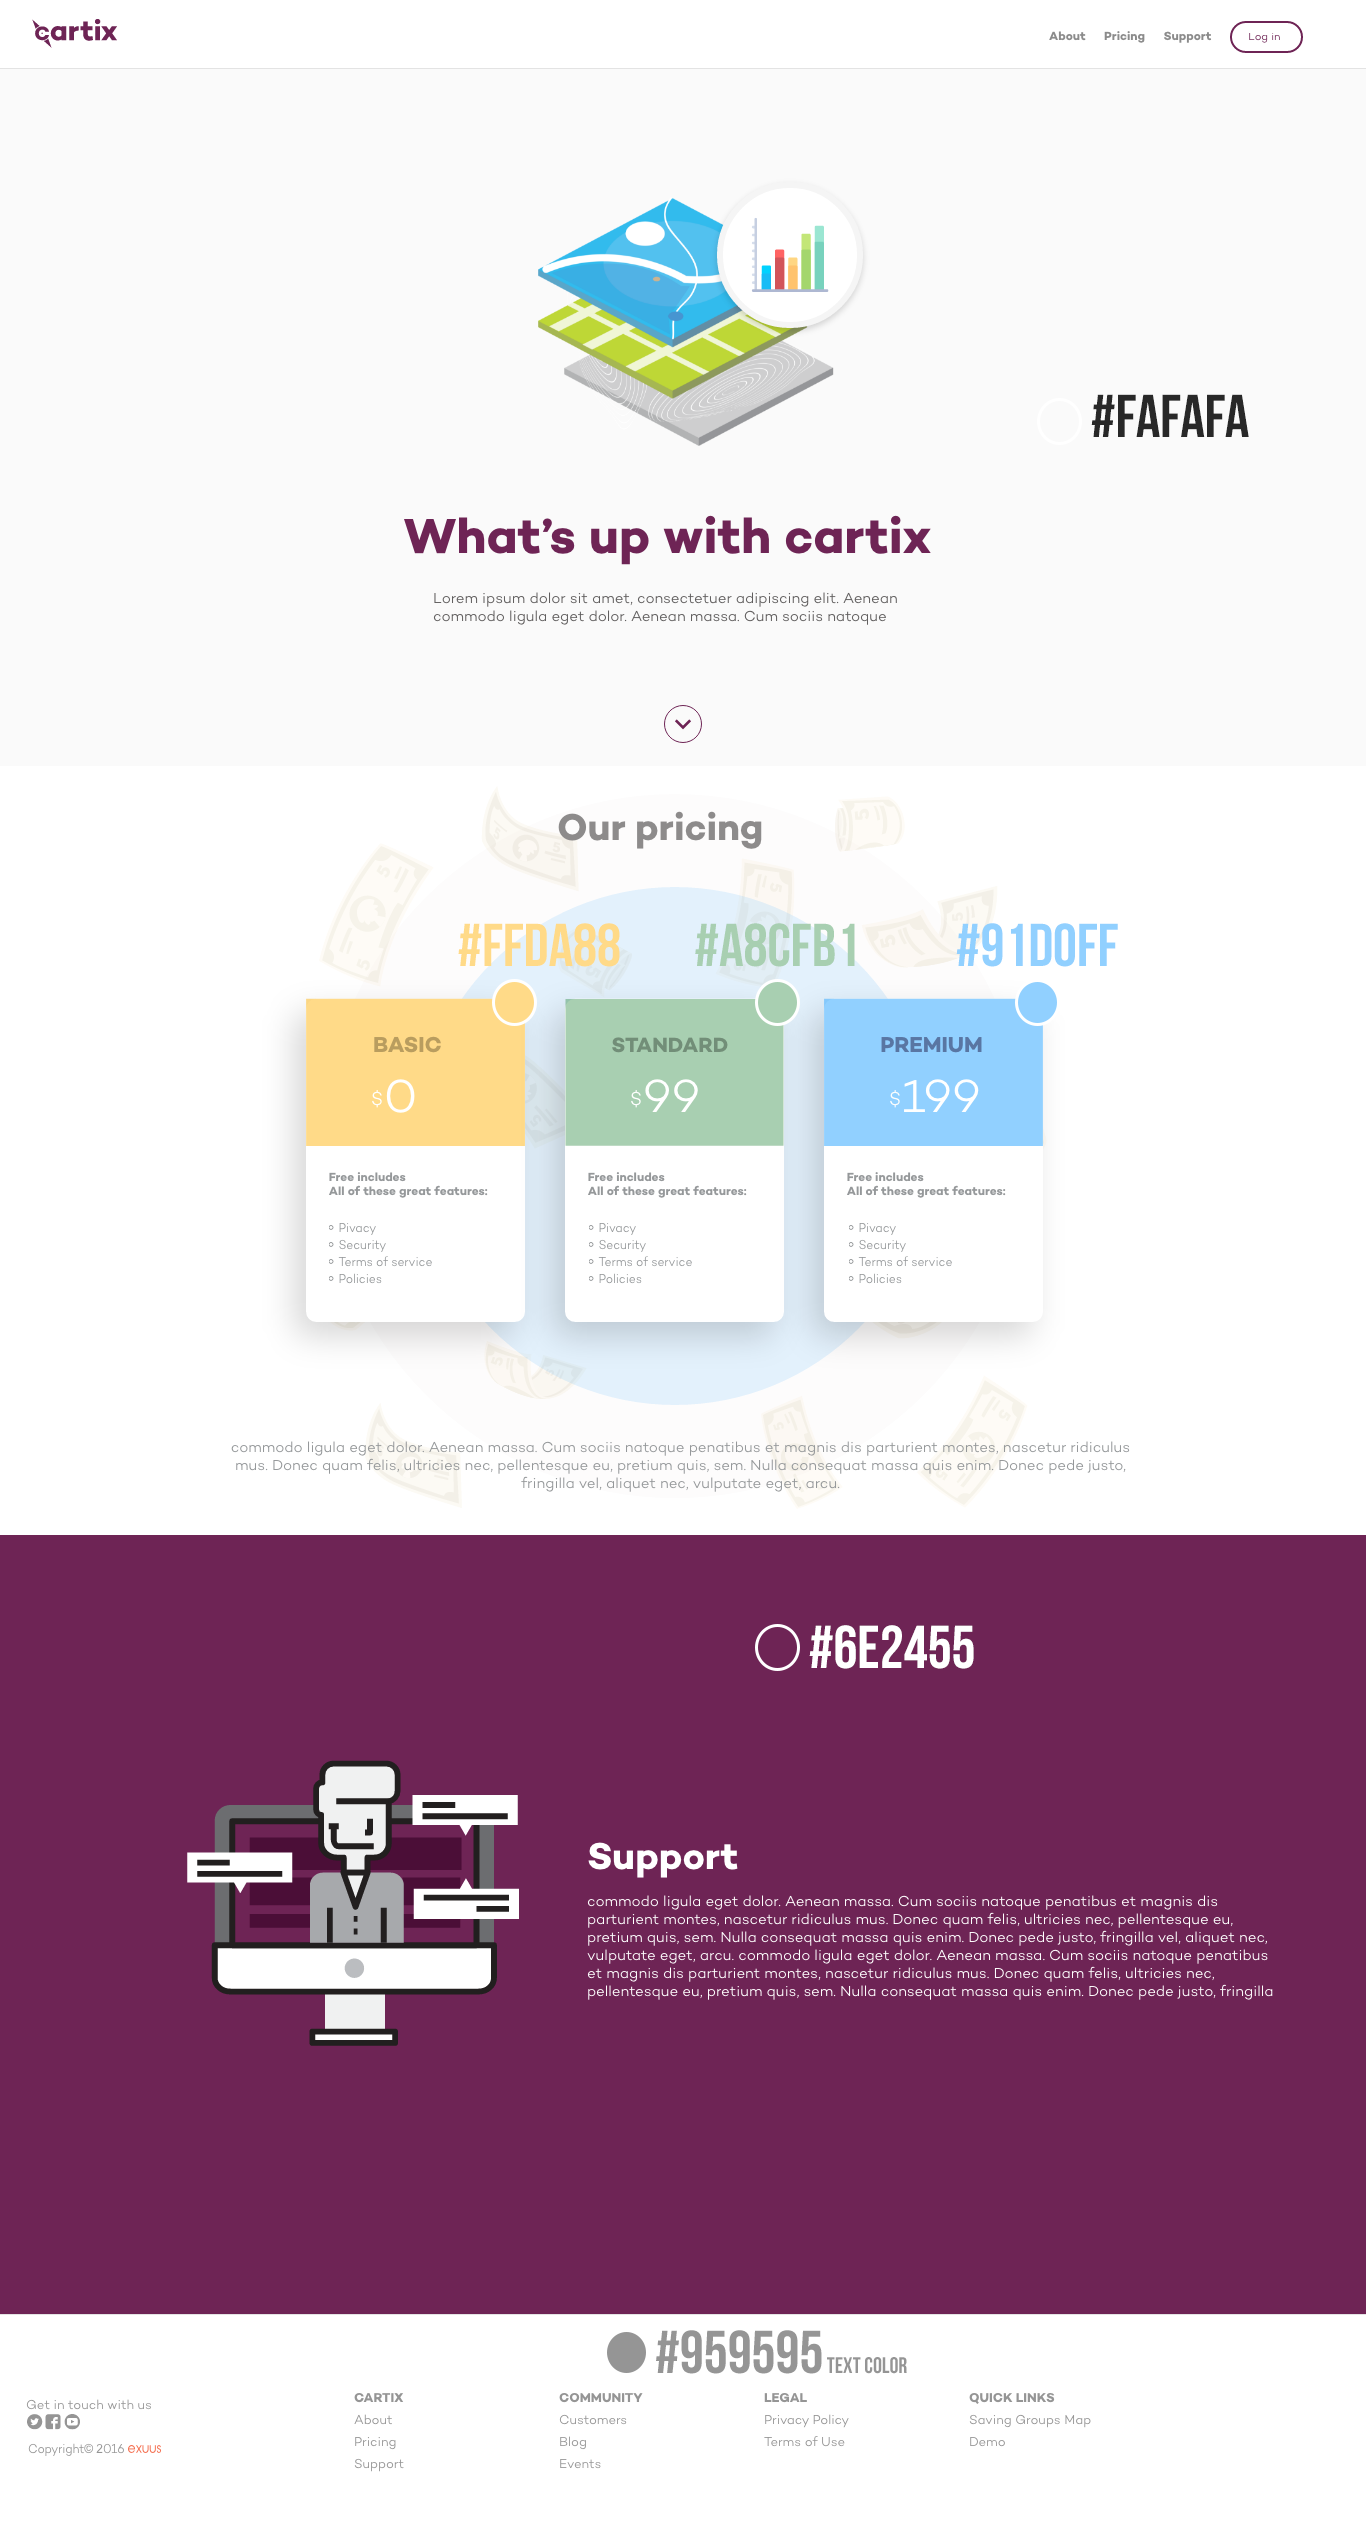 cartix
About Pricing Support Log in
#FAFAFA
What's up with cartix
Lorem ipsum dolor sit amet, consectetuer adipiscing elit. Aenean
commodo ligula eget dolor. Aenean massa. Cum sociis natoque
Our pricing
#FFDA88
#A8CFB1
#91D0FF
BASIC
$0
Free includes
All of these great features:
Pivacy
Security
Terms of service
Policies
STANDARD
$99
Free includes
All of these great features:
Pivacy
Security
Terms of service
Policies
PREMIUM
$199
Free includes
All of these great features:
Pivacy
Security
Terms of service
Policies
commodo ligula eget dolor. Aenean massa. Cum sociis natoque penatibus et magnis dis parturient montes, nascetur ridiculus
mus. Donec quam felis, ultricies nec, pellentesque eu, pretium quis, sem. Nulla consequat massa quis enim. Donec pede justo,
fringilla vel, aliquet nec, vulputate eget, arcu.
#6E2455
Support
commodo ligula eget dolor. Aenean massa. Cum sociis natoque penatibus et magnis dis
parturient montes, nascetur ridiculus mus. Donec quam felis, ultricies nec, pellentesque eu,
pretium quis, sem. Nulla consequat massa quis enim. Donec pede justo, fringilla vel, aliquet nec,
vulputate eget, arcu. commodo ligula eget dolor. Aenean massa. Cum sociis natoque penatibus
et magnis dis parturient montes, nascetur ridiculus mus. Donec quam felis, ultricies nec,
pellentesque eu, pretium quis, sem. Nulla consequat massa quis enim. Donec pede justo, fringilla
#959595 TEXT COLOR
Get in touch with us
Copyright© 2016 exuus
CARTIX
About
Pricing
Support
COMMUNITY
Customers
Blog
Events
LEGAL
Privacy Policy
Terms of Use
QUICK LINKS
Saving Groups Map
Demo